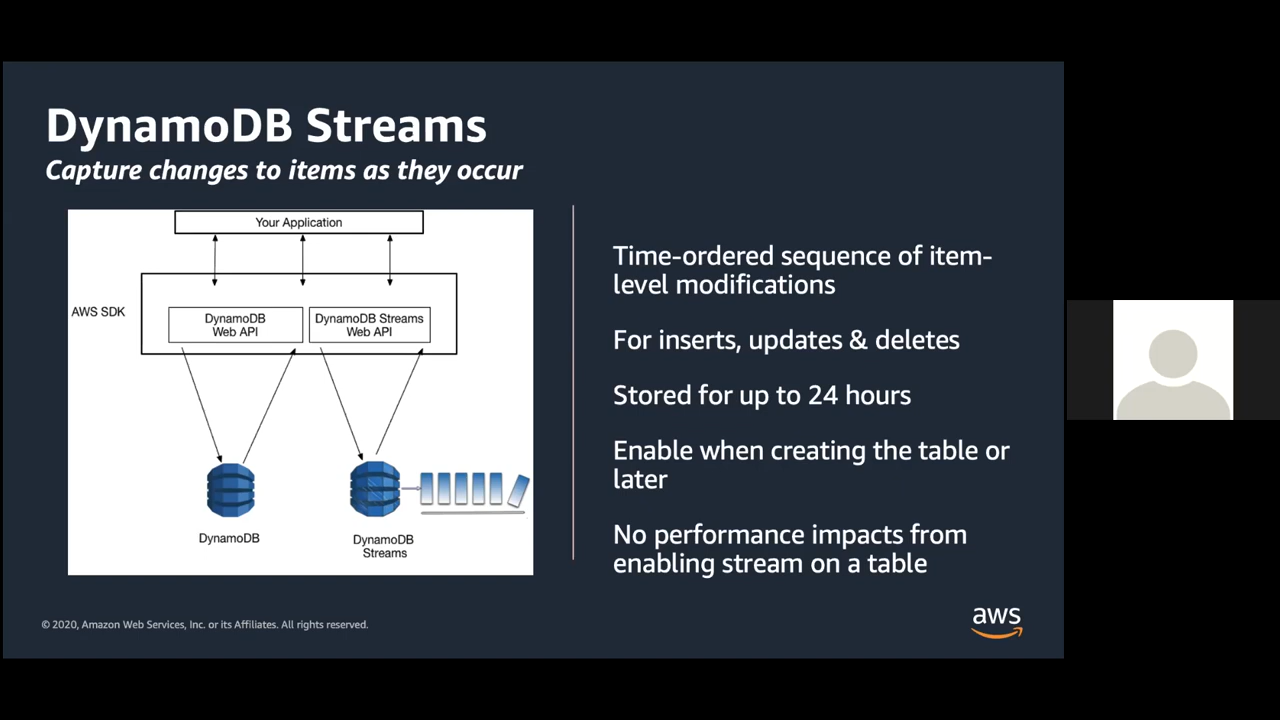 DynamoDB Streams
Capture changes to items as they occur
Your Application
AWS SDK
DynamoDB
Web API
DynamoDB Streams
Web API
DynamoDB
DynamoDB
Streams
Time-ordered sequence of item-
level modifications
For inserts, updates & deletes
Stored for up to 24 hours
Enable when creating the table or
later
No performance impacts from
enabling stream on a table
© 2020, Amazon Web Services, Inc. or its Affiliates. All rights reserved.
aws